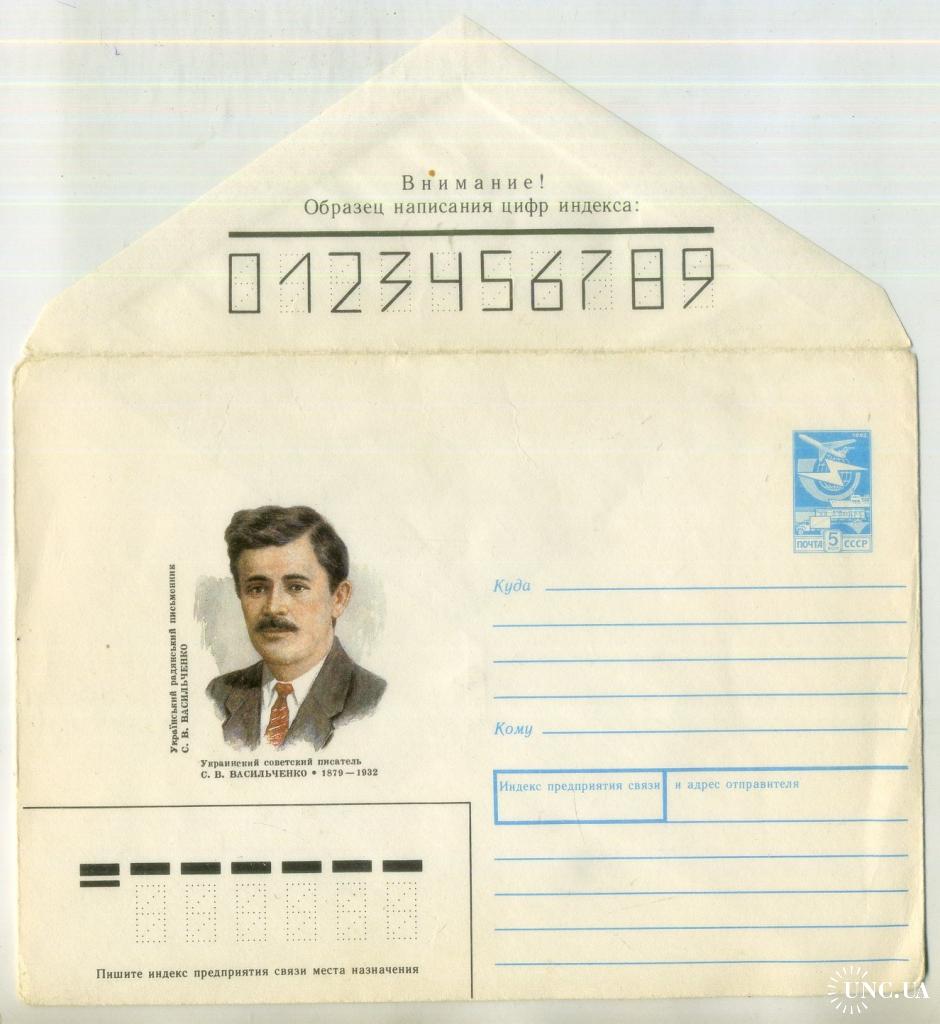 Внимание!
Образец написания цифр индекса:
0123456789
1982
ПОЧТА 5 СССР
Куда
Український радянський письменник
С. В. ВАСИЛЬЧЕНКО
Украинский советский писатель
С. В. ВАСИЛЬЧЕНКО • 1879—1932
Кому
Индекс предприятия связи и адрес отправителя
Пишите индекс предприятия связи места назначения
UNC.UA